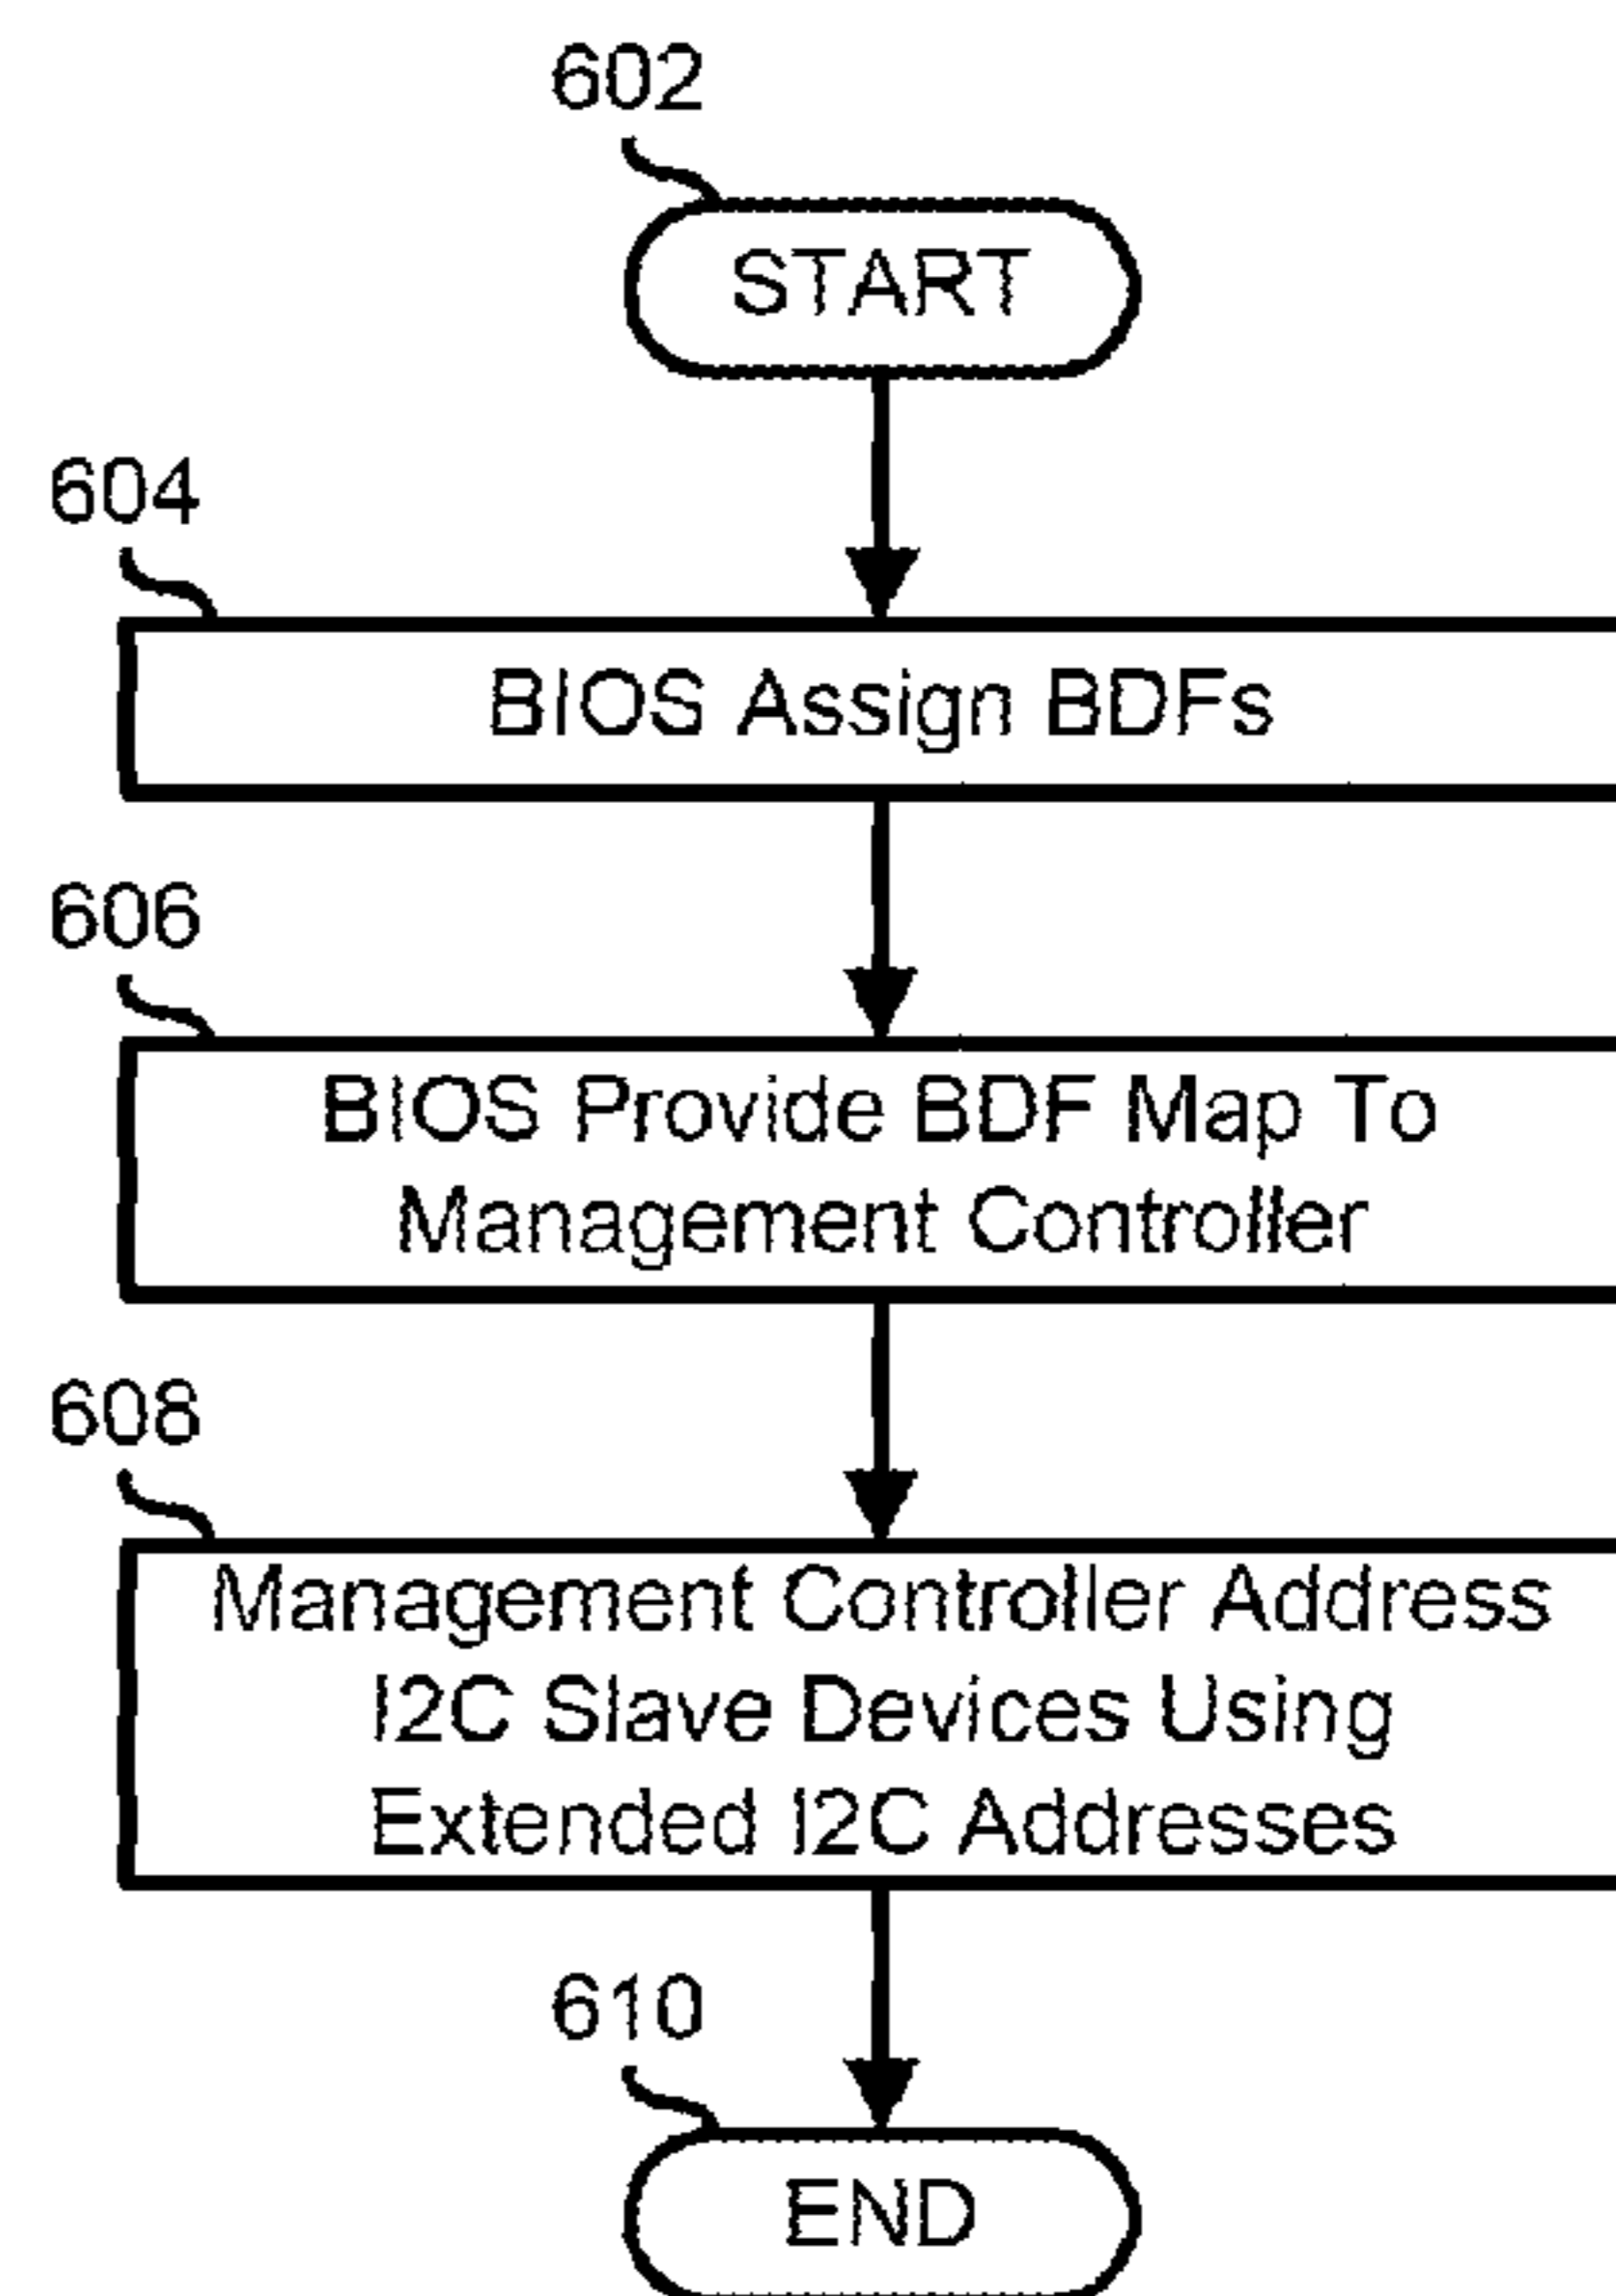 602
START
604
BIOS Assign BDFs
606
BIOS Provide BDF Map To
Management Controller
608
Management Controller Address
I2C Slave Devices Using
Extended I2C Addresses
610
END